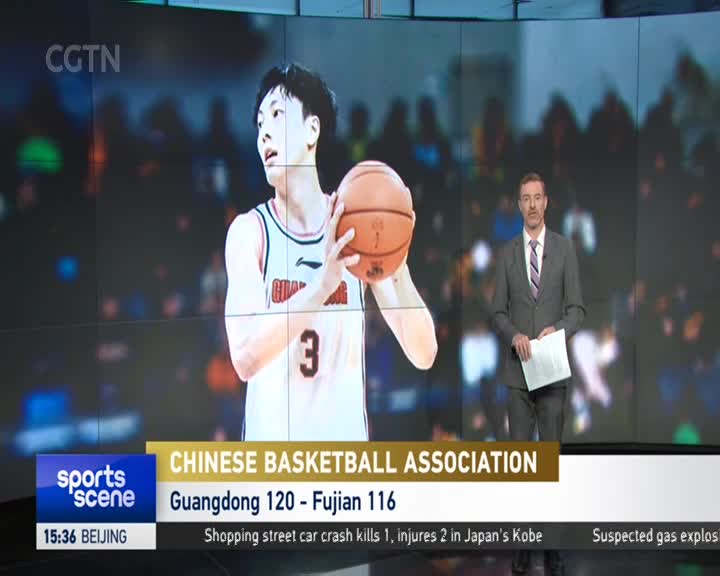 CGTN
GUANGDONG
3
CHINESE BASKETBALL ASSOCIATION
sports
scene
Guangdong 120 - Fujian 116
15:36 BEIJING
Shopping street car crash kills 1, injures 2 in Japan's Kobe
Suspected gas explos